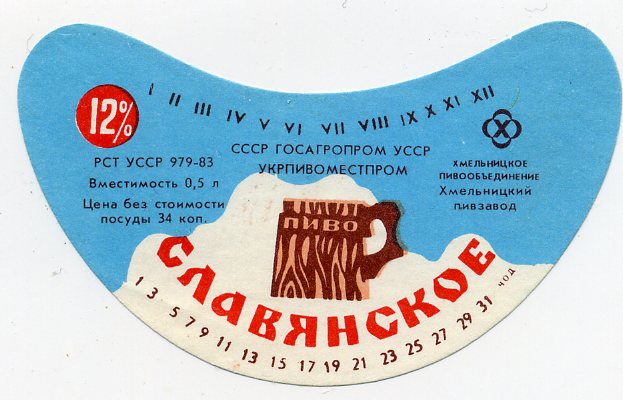 I II III IV V VI VII VIII IX X XI XII
12%
РСТ УССР 979-83
Вместимость 0,5 л
Цена без стоимости
посуды 34 коп.
СССР ГОСАГРОПРОМ УССР
УКРПИВОМЕСТПРОМ
ХМЕЛЬНИЦКОЕ
ПИВООБЪЕДИНЕНИЕ
Хмельницкий
пивзавод
ПИВО
СЛАВЯНСКОЕ
1 3 5 7 9 11 13 15 17 19 21 23 25 27 29 31 чод